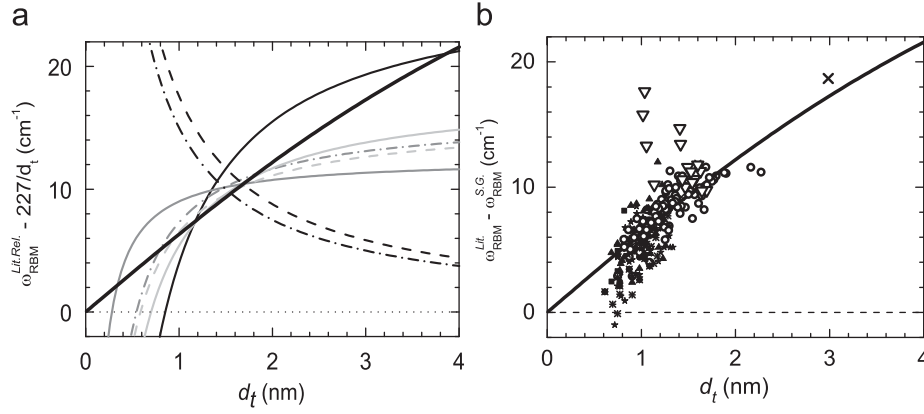 a
20
10
0
0
1
2
3
4
ω_RBM^Lit.Rel. - 227/d_t (cm⁻¹)
d_t (nm)
b
20
10
0
0
1
2
3
4
ω_RBM^Lit. - ω_RBM^S.G. (cm⁻¹)
d_t (nm)